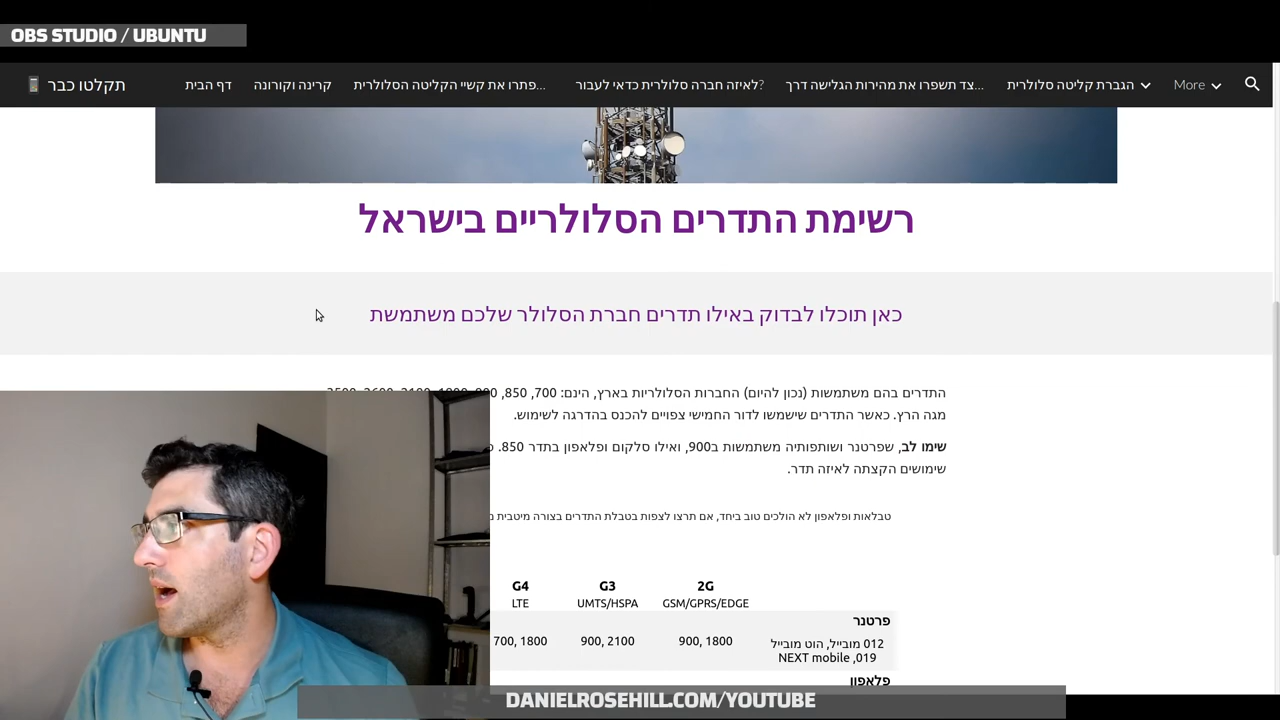 OBS STUDIO / UBUNTU
תקלטו כבר
דף הבית
קרינה וקורונה
פתרו את קשיי הקליטה הסלולרית...
לאיזה חברה סלולרית כדאי לעבור?
צד תשפרו את מהירות הגלישה דרך...
הגברת קליטה סלולרית
More
רשימת התדרים הסלולריים בישראל
כאן תוכלו לבדוק באילו תדרים חברת הסלולר שלכם משתמשת
התדרים בהם משתמשות (נכון להיום) החברות הסלולריות בארץ, הינם: 700, 850,
מגה הרץ. כאשר התדרים שישמשו לדור החמישי צפויים להכנס בהדרגה לשימוש.
שימו לב, שפרטנר ושותפותיה משתמשות ב900, ואילו סלקום ופלאפון בתדר 850.
שימושים הקצתה לאיזה תדר.
טבלאות ופלאפון לא הולכים טוב ביחד, אם תרצו לצפות בטבלת התדרים בצורה מיטבית
G4 G3 2G
LTE UMTS/HSPA GSM/GPRS/EDGE
פרטנר
700, 1800 900, 2100 900, 1800 012 מובייל, הוט מובייל
019, NEXT mobile
פלאפון
DANIELROSEHILL.COM/YOUTUBE